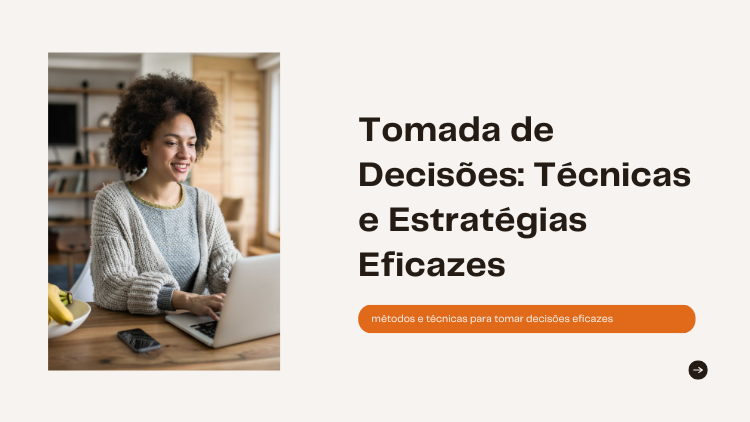 Tomada de
Decisões: Técnicas
e Estratégias
Eficazes
métodos e técnicas para tomar decisões eficazes